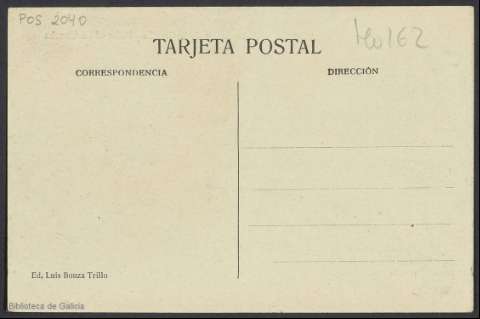 POS 2040
TARJETA POSTAL
CORRESPONDENCIA
DIRECCIÓN
Ed. Luis Bouza Trillo
Biblioteca de Galicia